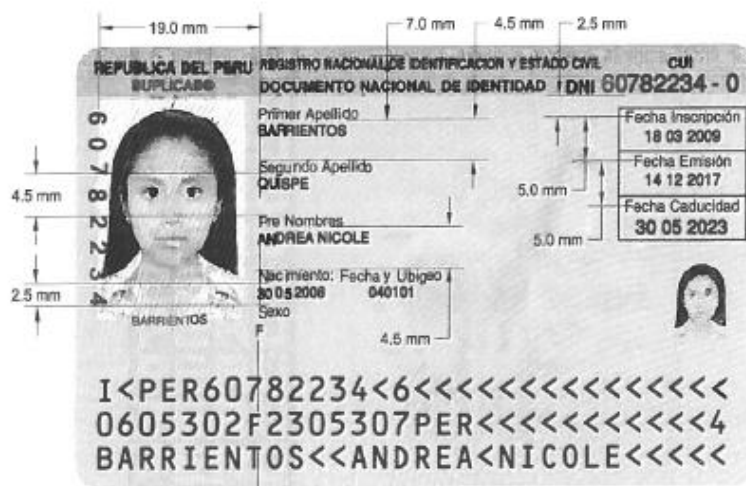 19.0 mm
7.0 mm
4.5 mm
2.5 mm
REPUBLICA DEL PERU
DUPLICADO
REGISTRO NACIONAL DE IDENTIFICACION Y ESTADO CIVIL
CUI
DOCUMENTO NACIONAL DE IDENTIDAD
DNI 60782234 - 0
60782234
Primer Apellido
BARRIENTOS
Segundo Apellido
QUISPE
Pre Nombres
ANDREA NICOLE
Nacimiento: Fecha y Ubigeo
30 05 2006 040101
Sexo
F
Fecha Inscripción
18 03 2009
Fecha Emisión
14 12 2017
Fecha Caducidad
30 05 2023
5.0 mm
5.0 mm
4.5 mm
2.5 mm
4.5 mm
BARRIENTOS
I<PER60782234<6<<<<<<<<<<<<<<<
0605302F2305307PER<<<<<<<<<<<4
BARRIENTOS<<ANDREA<NICOLE<<<<<